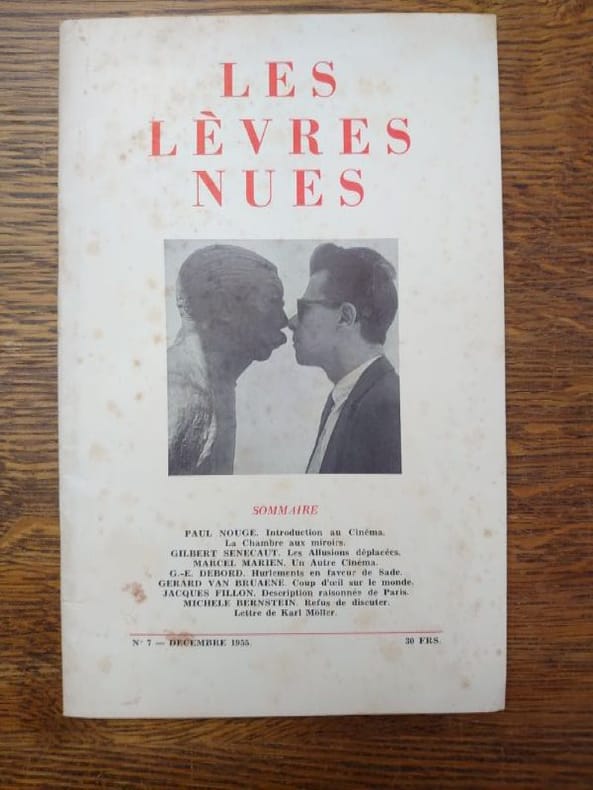 LES
LÈVRES
NUES
SOMMAIRE
PAUL NOUGE. Introduction au Cinéma.
La Chambre aux miroirs.
GILBERT SENECAUT. Les Allusions déplacées.
MARCEL MARIEN. Un Autre Cinéma.
G.-E. DEBORD. Hurlements en faveur de Sade.
GERARD VAN BRUAENE. Coup d'œil sur le monde.
JACQUES FILLON. Description raisonnée de Paris.
MICHELE BERNSTEIN. Refus de discuter.
Lettre de Karl Möller.
N° 7 — DECEMBRE 1955. 30 FRS.